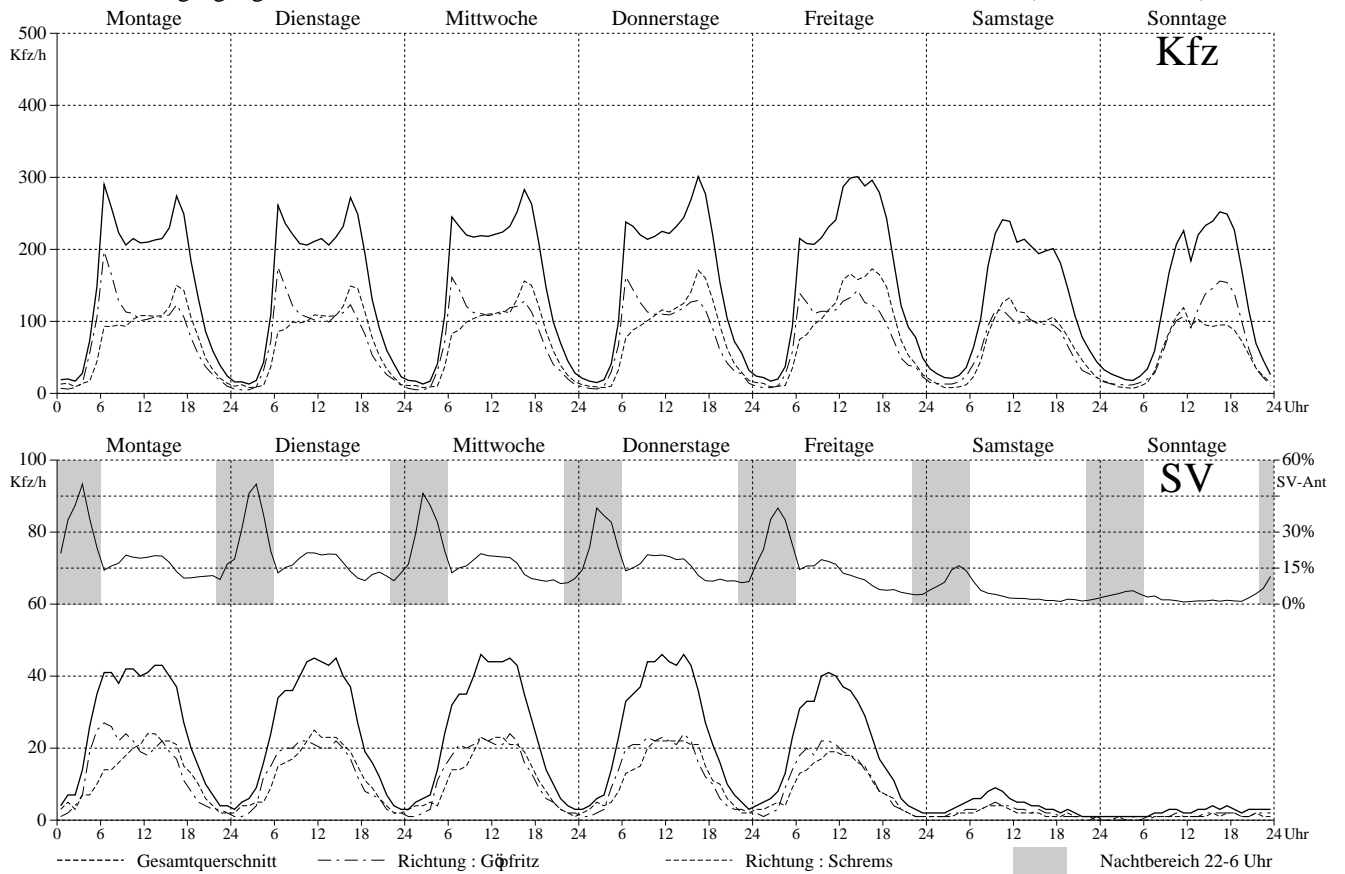 Montage Dienstage Mittwoche Donnerstage Freitage Samstage Sonntage
500
Kfz/h
Kfz
400
300
200
100
0
0 6 12 18 24 6 12 18 24 6 12 18 24 6 12 18 24 6 12 18 24 6 12 18 24 6 12 18 24 Uhr
Montage Dienstage Mittwoche Donnerstage Freitage Samstage Sonntage
100 60%
Kfz/h SV SV-Ant
80 30%
15%
60 0%
40
20
0
0 6 12 18 24 6 12 18 24 6 12 18 24 6 12 18 24 6 12 18 24 6 12 18 24 6 12 18 24 Uhr
Gesamtquerschnitt Richtung : Göpfritz Richtung : Schrems Nachtbereich 22-6 Uhr